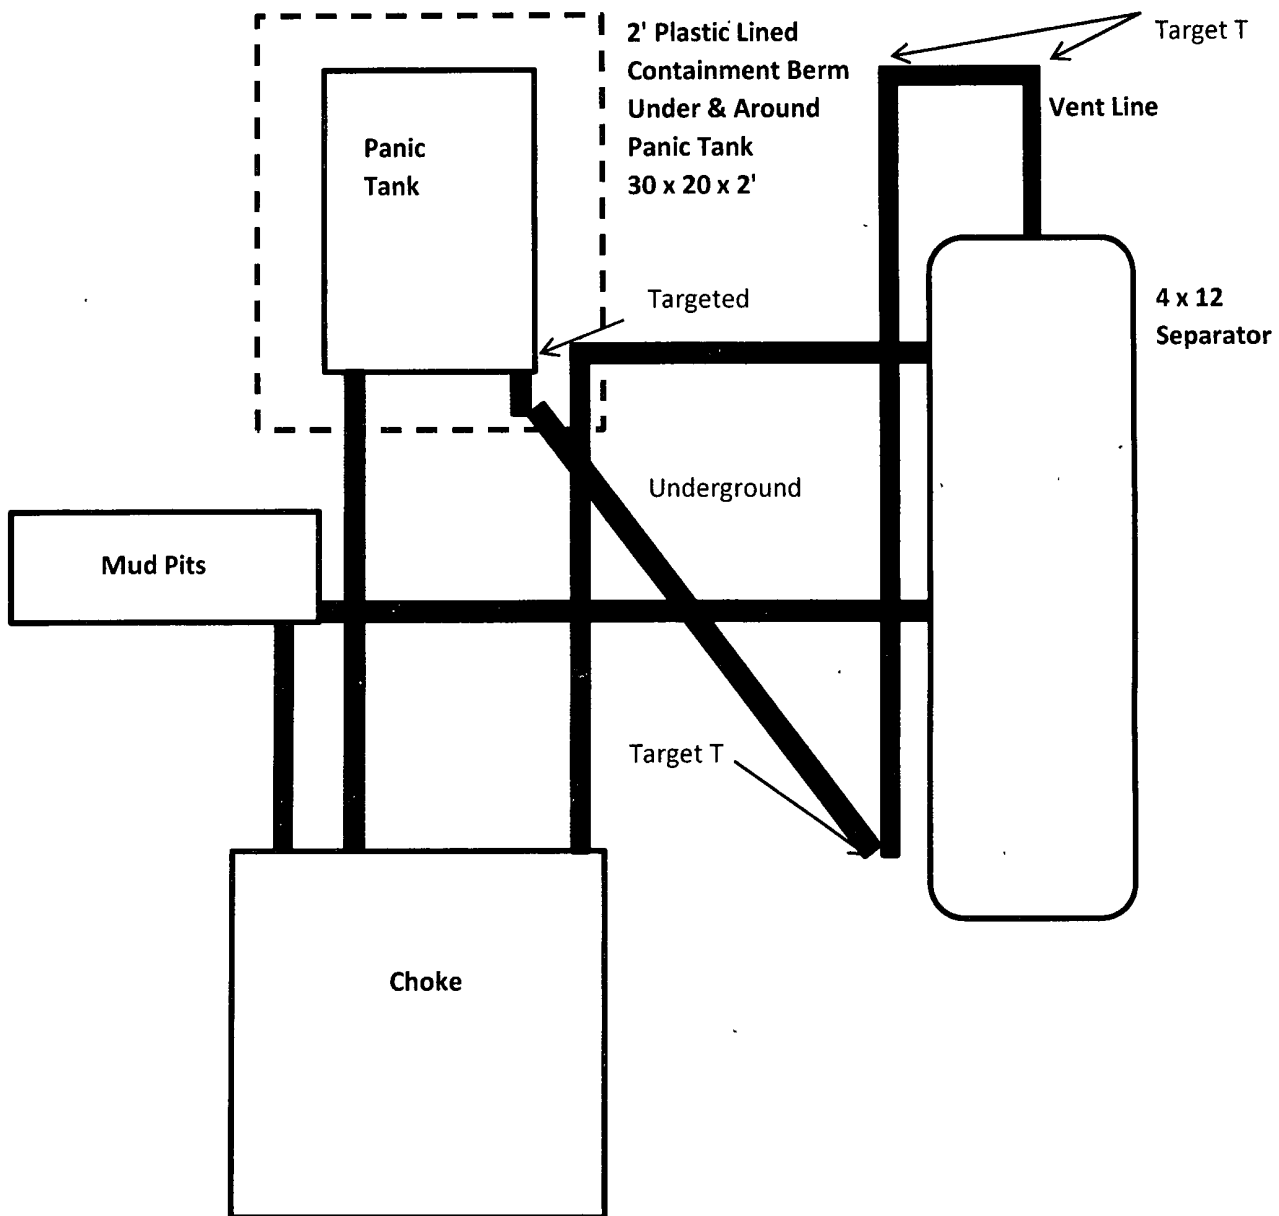 2' Plastic Lined
Containment Berm
Under & Around
Panic Tank
30 x 20 x 2'
Target T
Vent Line
Panic
Tank
Targeted
4 x 12
Separator
Underground
Mud Pits
Target T
Choke